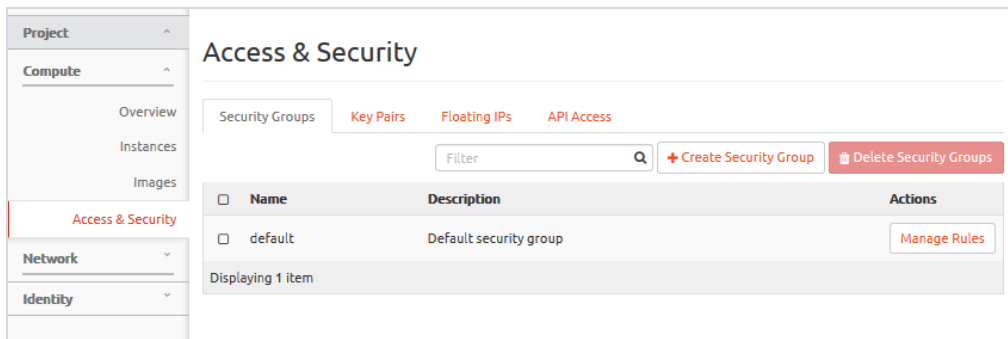 Project
Compute
Overview
Instances
Images
Access & Security
Network
Identity
Access & Security
Security Groups Key Pairs Floating IPs API Access
Filter +Create Security Group Delete Security Groups
Name Description Actions
default Default security group Manage Rules
Displaying 1 item